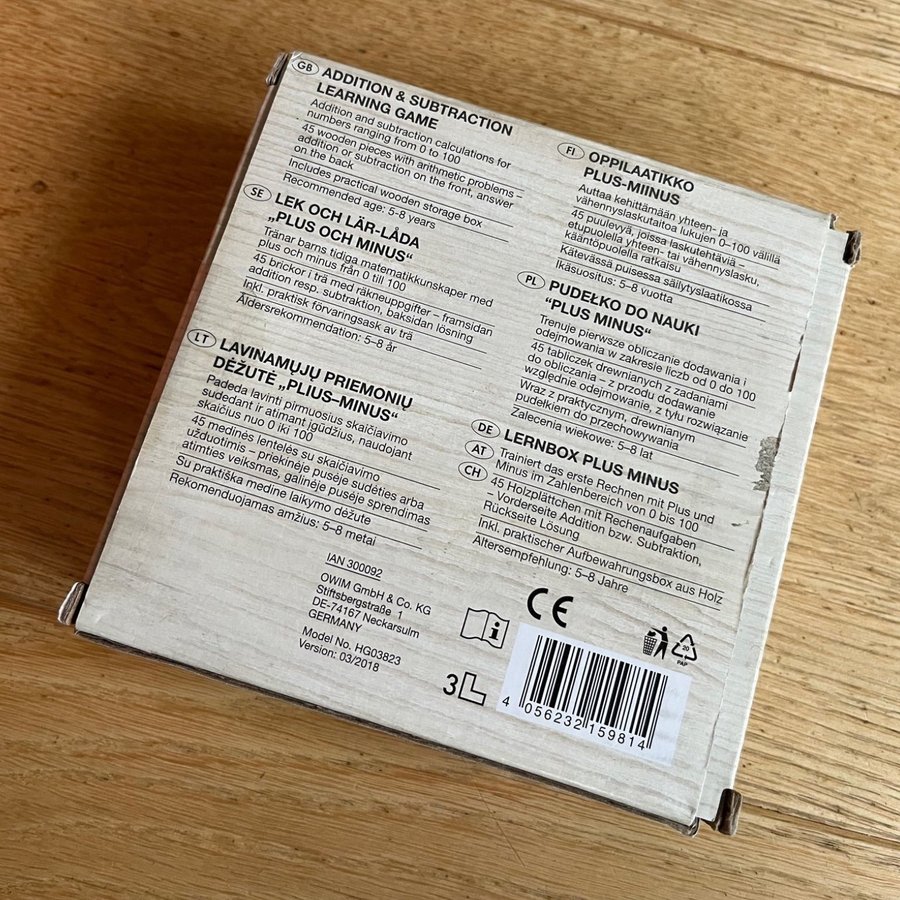 GB ADDITION & SUBTRACTION
LEARNING GAME
Addition and subtraction calculations for
numbers ranging from 0 to 100
45 wooden pieces with arithmetic problems –
addition or subtraction on the front, answer
on the back
Includes practical wooden storage box
Recommended age: 5-8 years
SE LEK OCH LÄR-LÅDA
„PLUS OCH MINUS“
Tränar barns tidiga matematikkunskaper med
plus och minus från 0 till 100
45 brickor i trä med räkneuppgifter – framsidan
addition resp. subtraktion, baksidan lösning
Inkl. praktisk förvaringsask av trä
Åldersrekommendation: 5–8 år
LT LAVINAMŲJŲ PRIEMONIŲ
DĖŽUTĖ „PLIUS–MINUS“
Padeda lavinti pirmuosius skaičiavimo
sudedant ir atimant įgūdžius, naudojant
skaičius nuo 0 iki 100
45 medinės lentelės su skaičiavimo
užduotimis – priekinėje pusėje sudėties arba
atimties veiksmas, galinėje pusėje sprendimas
Su praktiška medine laikymo dėžute
Rekomenduojamas amžius: 5–8 metai
FI OPPILAATIKKO
PLUS-MIINUS
Auttaa kehittämään yhteen- ja
vähennyslaskutaitoa lukujen 0–100 välillä
45 puulevyä, joissa laskutehtäviä –
etupuolella yhteen- tai vähennyslasku,
kääntöpuolella ratkaisu
Kätevässä puisessa säilytyslaatikossa
Ikäsuositus: 5–8 vuotta
PL PUDEŁKO DO NAUKI
“PLUS MINUS“
Trenuje pierwsze obliczanie dodawania i
odejmowania w zakresie liczb od 0 do 100
45 tabliczek drewnianych z zadaniami
do obliczania – z przodu dodawanie
względnie odejmowanie, z tyłu rozwiązanie
Wraz z praktycznym, drewnianym
pudełkiem do przechowywania
Zalecenia wiekowe: 5–8 lat
DE AT CH LERNBOX PLUS MINUS
Trainiert das erste Rechnen mit Plus und
Minus im Zahlenbereich von 0 bis 100
45 Holzplättchen mit Rechenaufgaben
– Vorderseite Addition bzw. Subtraktion,
Rückseite Lösung
Inkl. praktischer Aufbewahrungsbox aus Holz
Altersempfehlung: 5–8 Jahre
IAN 300092
OWIM GmbH & Co. KG
Stiftsbergstraße 1
DE-74167 Neckarsulm
GERMANY
Model No. HG03823
Version: 03/2018
i
CE
20
PAP
3L
4 056232 159814